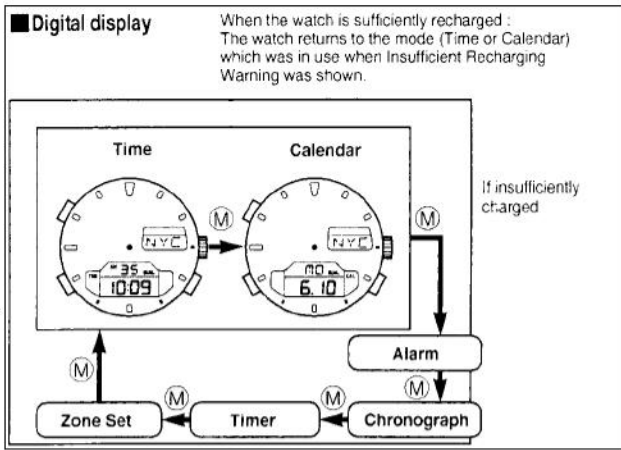 ■Digital display
When the watch is sufficiently recharged :
The watch returns to the mode (Time or Calendar)
which was in use when Insufficient Recharging
Warning was shown.
Time
Calendar
If insufficiently
charged
M
M
NYC
NYC
35
10:09
MO
6.10
Alarm
M
M
M
M
Zone Set
Timer
Chronograph